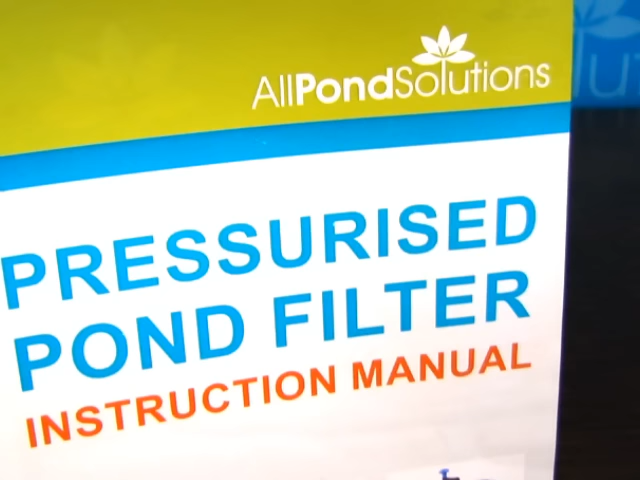 AllPondSolutions
PRESSURISED
POND FILTER
INSTRUCTION MANUAL